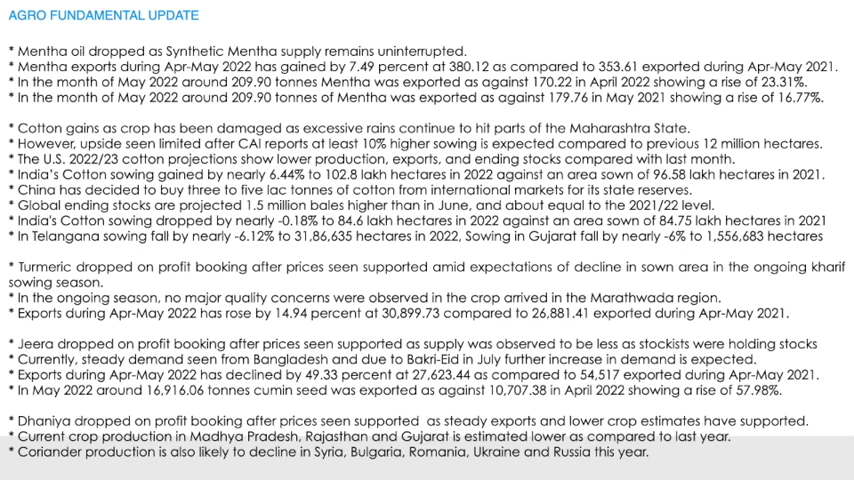 AGRO FUNDAMENTAL UPDATE
* Mentha oil dropped as Synthetic Mentha supply remains uninterrupted.
* Mentha exports during Apr-May 2022 has gained by 7.49 percent at 380.12 as compared to 353.61 exported during Apr-May 2021.
* In the month of May 2022 around 209.90 tonnes Mentha was exported as against 170.22 in April 2022 showing a rise of 23.31%.
* In the month of May 2022 around 209.90 tonnes of Mentha was exported as against 179.76 in May 2021 showing a rise of 16.77%.
* Cotton gains as crop has been damaged as excessive rains continue to hit parts of the Maharashtra State.
* However, upside seen limited after CAI reports at least 10% higher sowing is expected compared to previous 12 million hectares.
* The U.S. 2022/23 cotton projections show lower production, exports, and ending stocks compared with last month.
* India's Cotton sowing gained by nearly 6.44% to 102.8 lakh hectares in 2022 against an area sown of 96.58 lakh hectares in 2021.
* China has decided to buy three to five lac tonnes of cotton from international markets for its state reserves.
* Global ending stocks are projected 1.5 million bales higher than in June, and about equal to the 2021/22 level.
* India's Cotton sowing dropped by nearly -0.18% to 84.6 lakh hectares in 2022 against an area sown of 84.75 lakh hectares in 2021
* In Telangana sowing fall by nearly -6.12% to 31,86,635 hectares in 2022, Sowing in Gujarat fall by nearly -6% to 1,556,683 hectares
* Turmeric dropped on profit booking after prices seen supported amid expectations of decline in sown area in the ongoing kharif
sowing season.
* In the ongoing season, no major quality concerns were observed in the crop arrived in the Marathwada region.
* Exports during Apr-May 2022 has rose by 14.94 percent at 30,899.73 compared to 26,881.41 exported during Apr-May 2021.
* Jeera dropped on profit booking after prices seen supported as supply was observed to be less as stockists were holding stocks
* Currently, steady demand seen from Bangladesh and due to Bakri-Eid in July further increase in demand is expected.
* Exports during Apr-May 2022 has declined by 49.33 percent at 27,623.44 as compared to 54,517 exported during Apr-May 2021.
* In May 2022 around 16,916.06 tonnes cumin seed was exported as against 10,707.38 in April 2022 showing a rise of 57.98%.
* Dhaniya dropped on profit booking after prices seen supported as steady exports and lower crop estimates have supported.
* Current crop production in Madhya Pradesh, Rajasthan and Gujarat is estimated lower as compared to last year.
* Coriander production is also likely to decline in Syria, Bulgaria, Romania, Ukraine and Russia this year.